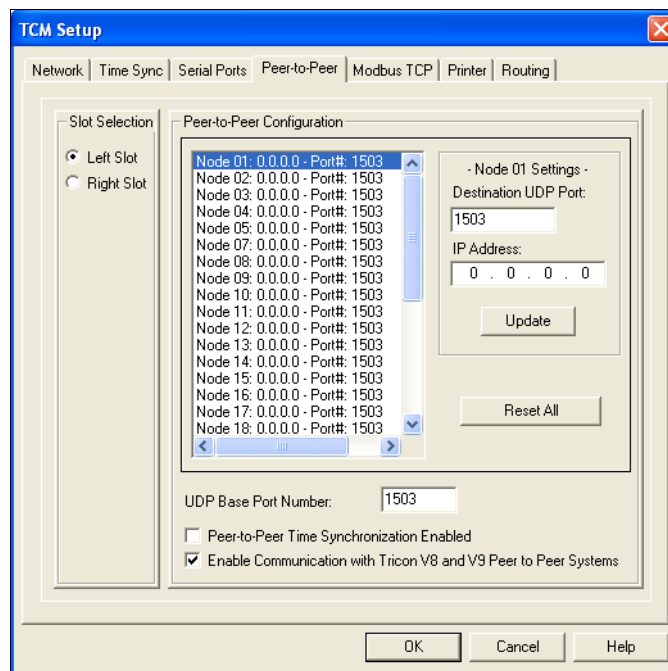 TCM Setup
Network Time Sync Serial Ports Peer-to-Peer Modbus TCP Printer Routing
Slot Selection
Left Slot
Right Slot
Peer-to-Peer Configuration
Node 01: 0.0.0.0 - Port#: 1503
Node 02: 0.0.0.0 - Port#: 1503
Node 03: 0.0.0.0 - Port#: 1503
Node 04: 0.0.0.0 - Port#: 1503
Node 05: 0.0.0.0 - Port#: 1503
Node 07: 0.0.0.0 - Port#: 1503
Node 08: 0.0.0.0 - Port#: 1503
Node 09: 0.0.0.0 - Port#: 1503
Node 10: 0.0.0.0 - Port#: 1503
Node 11: 0.0.0.0 - Port#: 1503
Node 12: 0.0.0.0 - Port#: 1503
Node 13: 0.0.0.0 - Port#: 1503
Node 14: 0.0.0.0 - Port#: 1503
Node 15: 0.0.0.0 - Port#: 1503
Node 16: 0.0.0.0 - Port#: 1503
Node 17: 0.0.0.0 - Port#: 1503
Node 18: 0.0.0.0 - Port#: 1503
- Node 01 Settings -
Destination UDP Port:
1503
IP Address:
0 . 0 . 0 . 0
Update
Reset All
UDP Base Port Number: 1503
Peer-to-Peer Time Synchronization Enabled
Enable Communication with Tricon V8 and V9 Peer to Peer Systems
OK Cancel Help